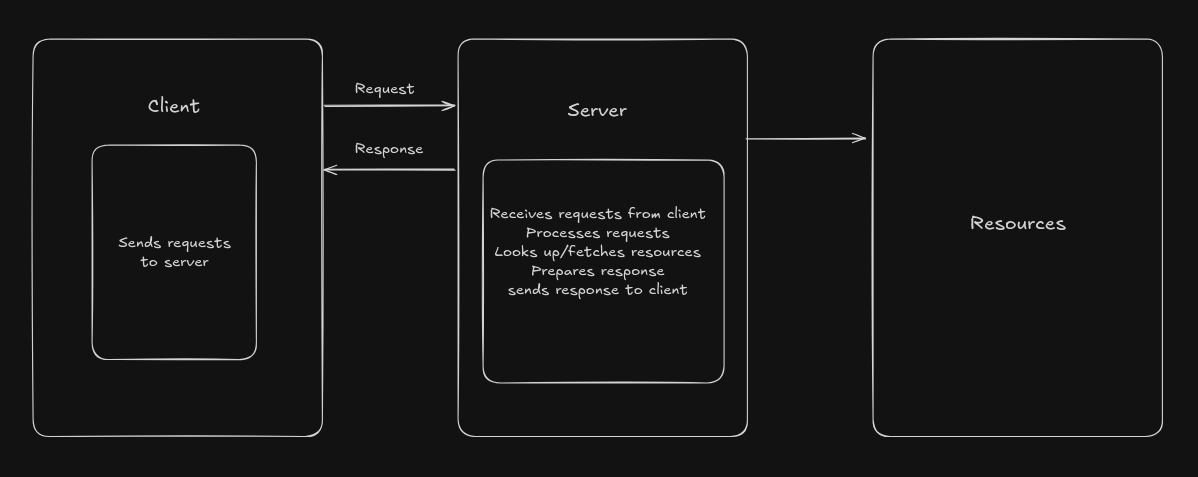 Client
Sends requests
to server
Request
Response
Server
Receives requests from client
Processes requests
Looks up/fetches resources
Prepares response
sends response to client
Resources